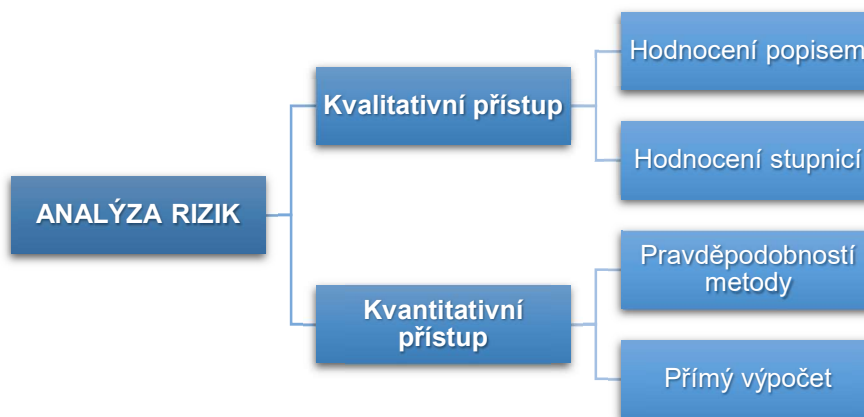 ANALÝZA RIZIK
Kvalitativní přístup
Hodnocení popisem
Hodnocení stupnicí
Kvantitativní
přístup
Pravděpodobností
metody
Přímý výpočet